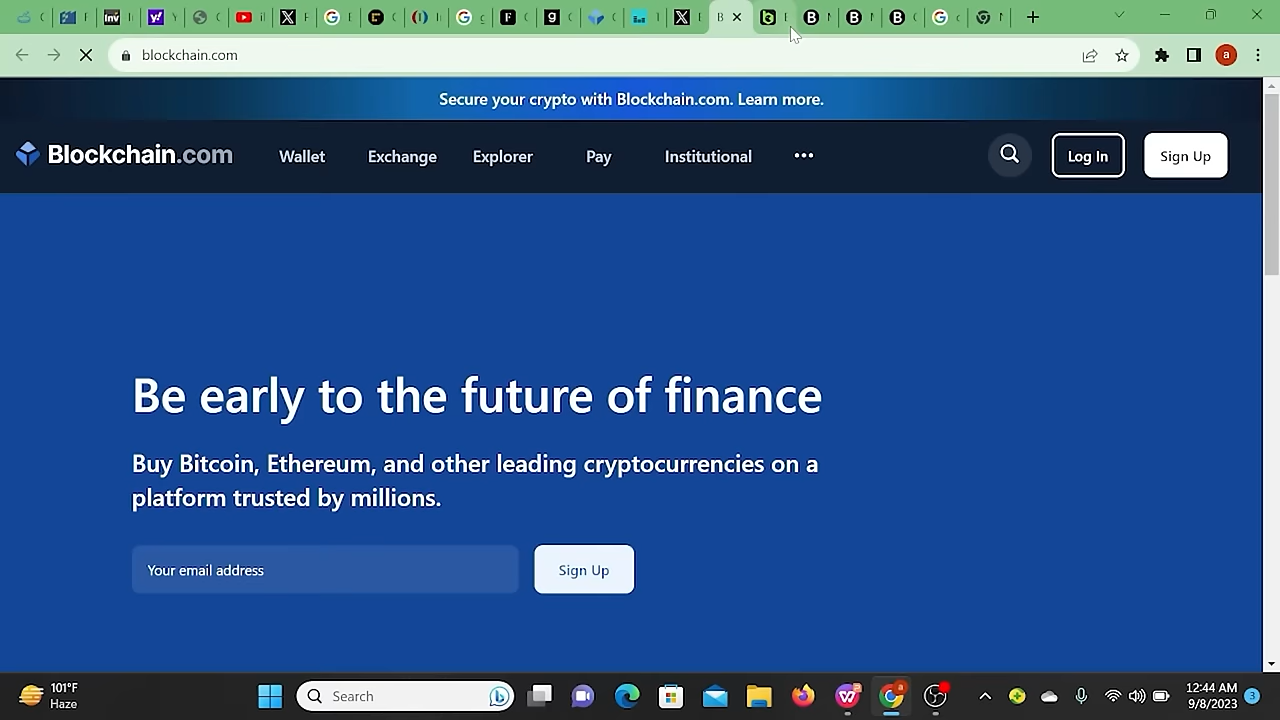 blockchain.com
a
Secure your crypto with Blockchain.com. Learn more.
Blockchain.com
Wallet
Exchange
Explorer
Pay
Institutional
•••
Log In
Sign Up
Be early to the future of finance
Buy Bitcoin, Ethereum, and other leading cryptocurrencies on a
platform trusted by millions.
Your email address
Sign Up
101°F
Haze
Search
12:44 AM
9/8/2023
3